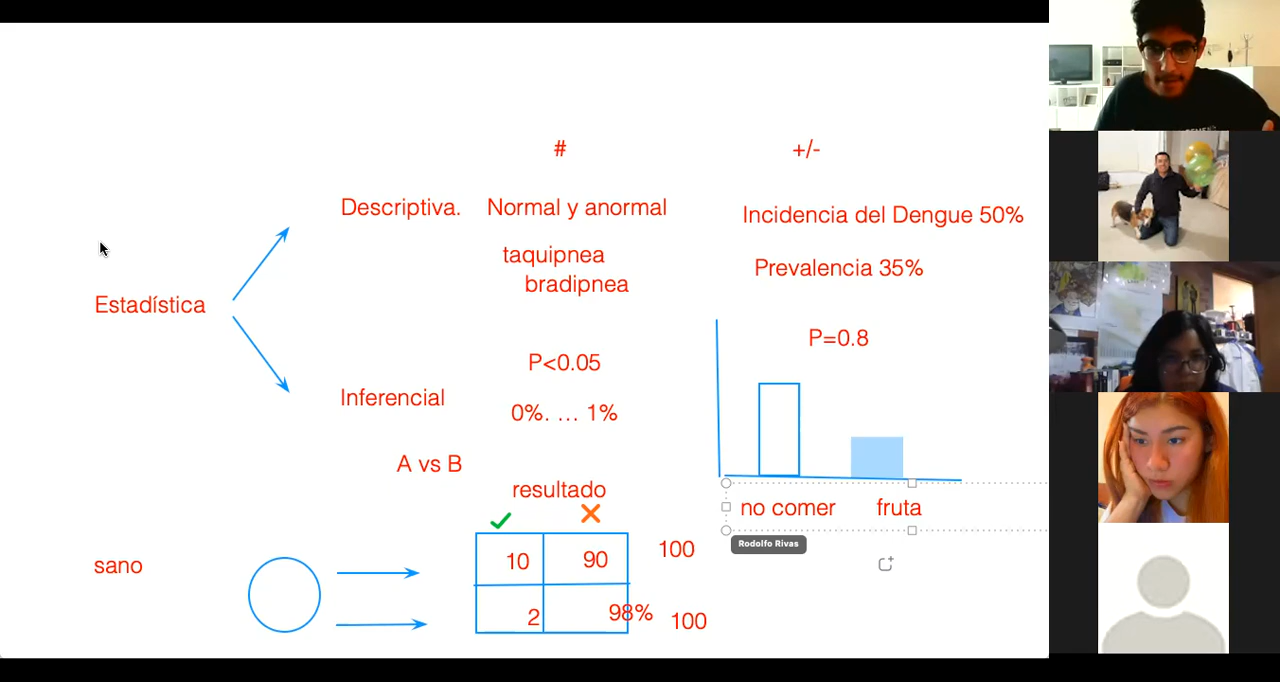 # +/-
Descriptiva. Normal y anormal Incidencia del Dengue 50%
taquipnea
bradipnea
Prevalencia 35%
Estadística
P<0.05 P=0.8
Inferencial 0%. ... 1%
A vs B
resultado
no comer fruta
Rodolfo Rivas
sano
10 90 100
2 98% 100